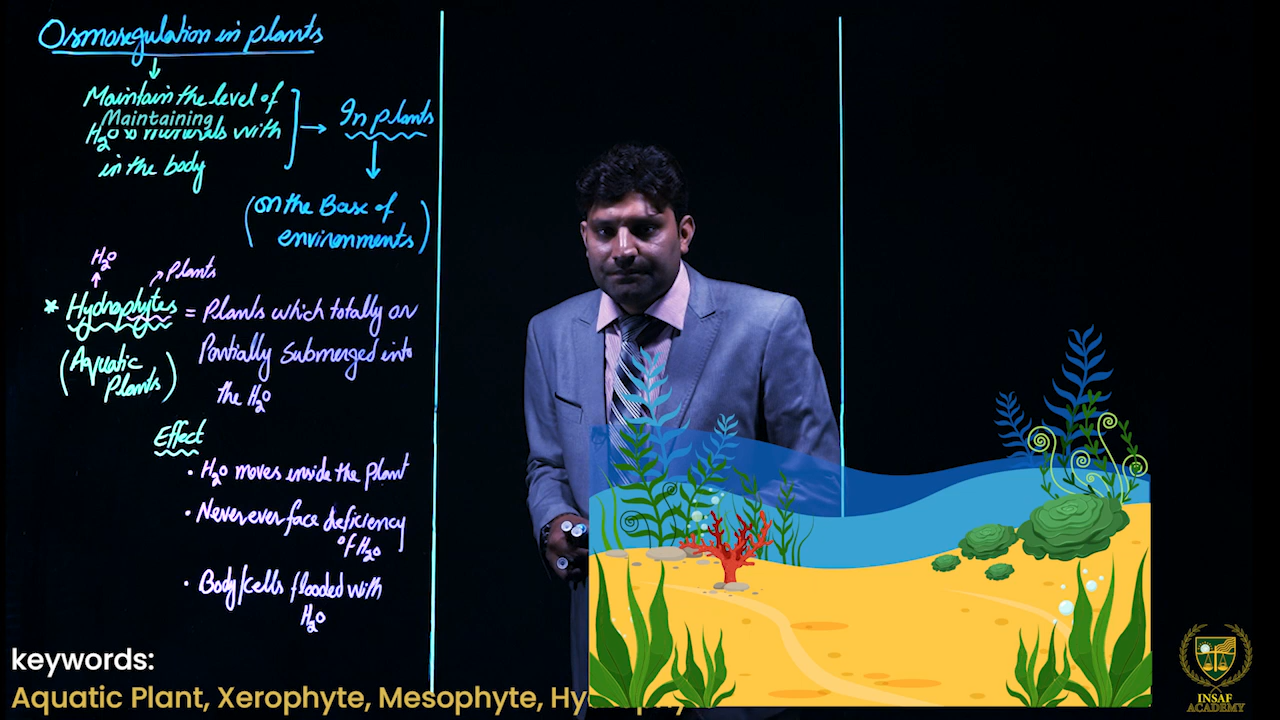 Osmoregulation in plants
Maintain the level of
Maintaining
H2O & minerals with
in the body
In plants
(on the Base of
environments)
H2O
Plants
* Hydrophytes = Plants which totally or
(Aquatic
Plants)
Partially Submerged into
the H2O
Effect
• H2O moves inside the plant
• Never ever face deficiency
of H2O
• Body/cells flooded with
H2O
keywords:
Aquatic Plant, Xerophyte, Mesophyte, Hy
INSAF
ACADEMY